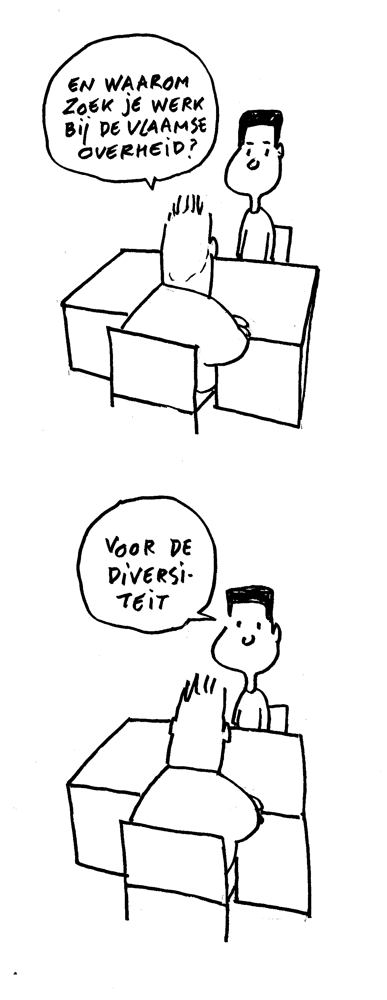 EN WAAROM
ZOEK JE WERK
BIJ DE VLAAMSE
OVERHEID?
VOOR DE
DIVERSI-
TEIT